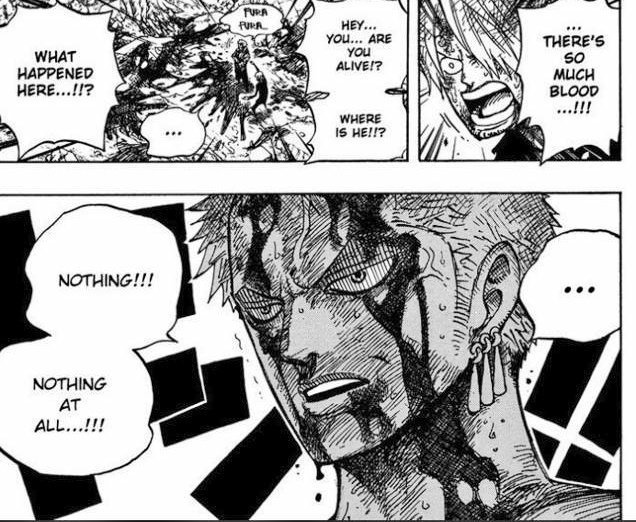 ...
THERE'S
SO
MUCH
BLOOD
...!!!
HEY...
YOU... ARE
YOU
ALIVE!?
WHERE
IS HE!!?
FURA
FURA...
WHAT
HAPPENED
HERE...!!?
...
...
NOTHING!!!
NOTHING
AT
ALL...!!!